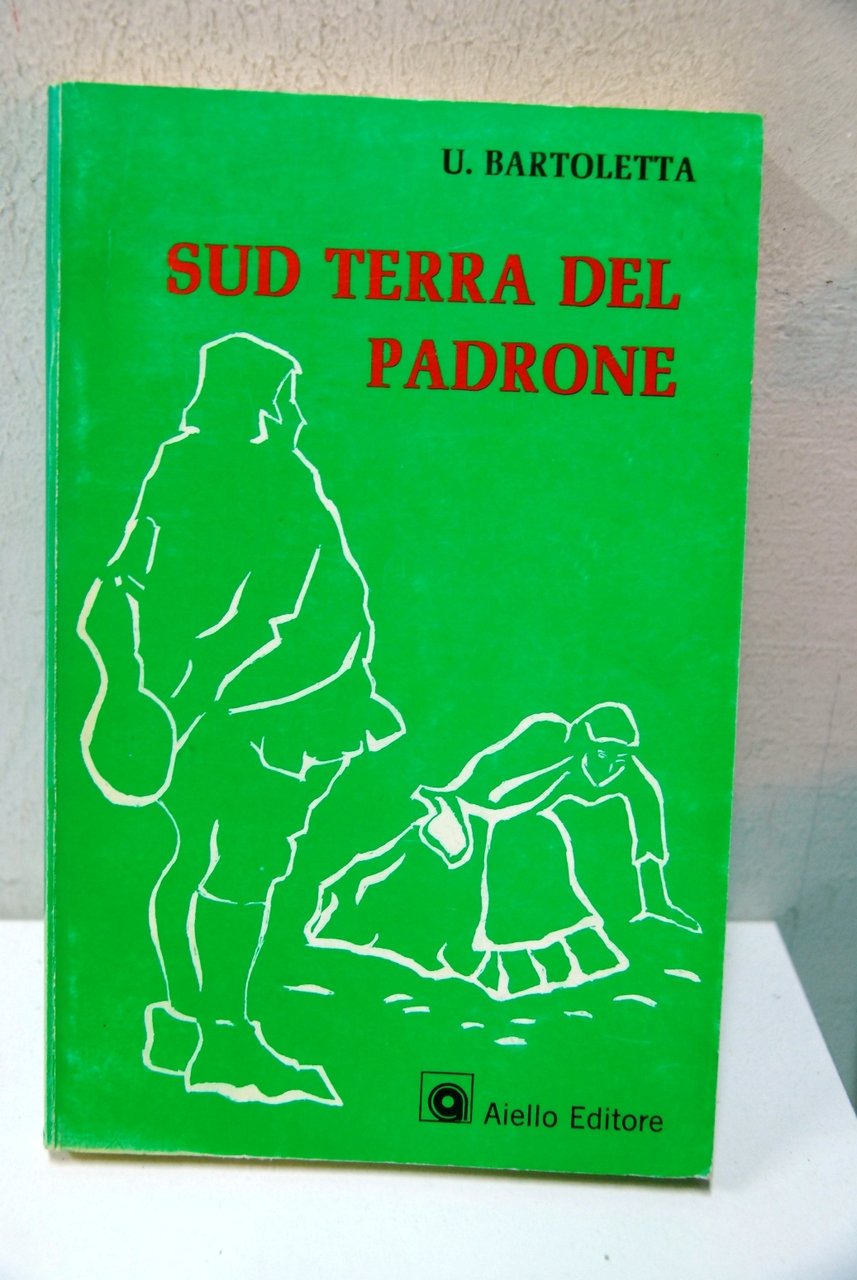 U. BARTOLETTA
SUD TERRA DEL
PADRONE
a Aiello Editore